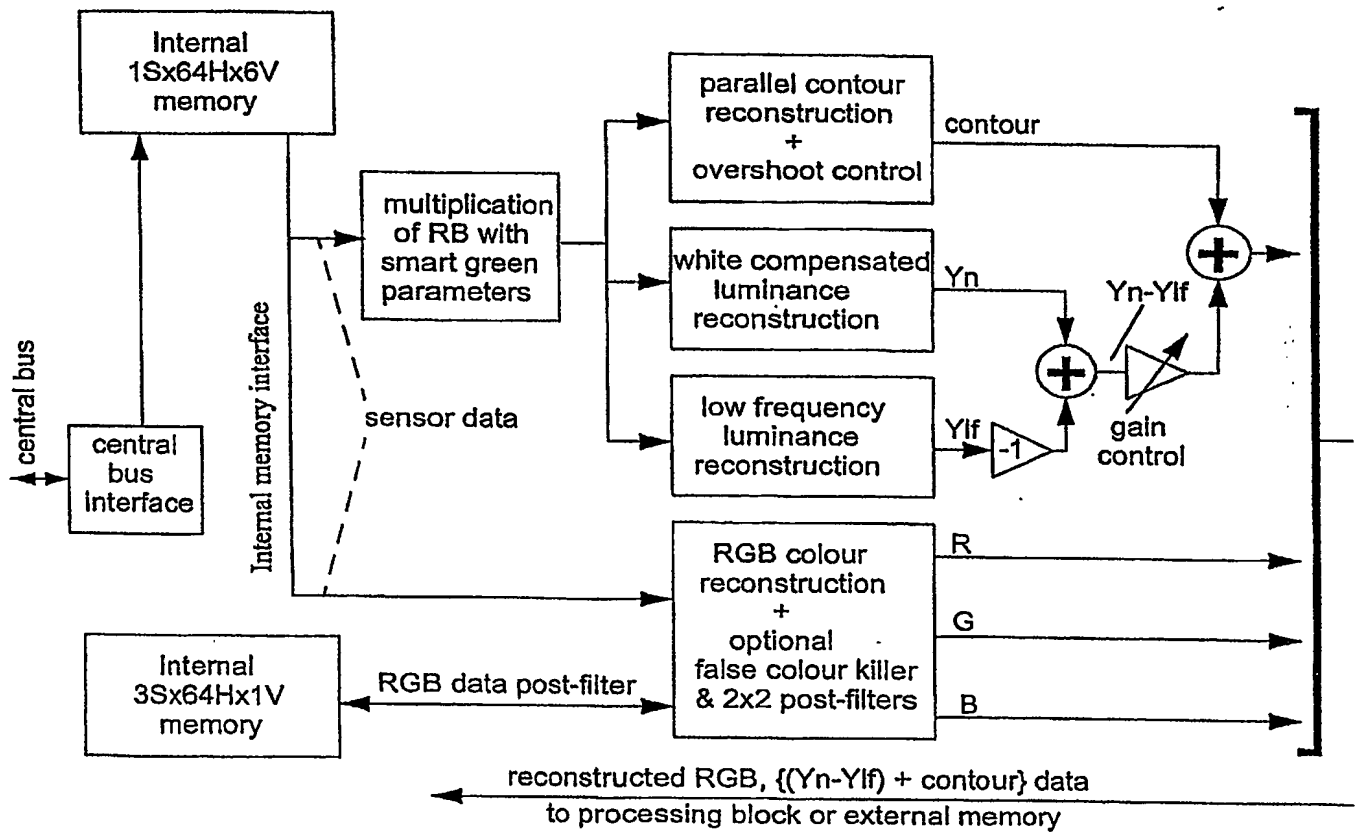 Internal
1Sx64Hx6V
memory
parallel contour
reconstruction
+
overshoot control
contour
multiplication
of RB with
smart green
parameters
white compensated
luminance
reconstruction
Yn
Yn-Ylf
+
+
Internal memory interface
sensor data
central bus
central
bus
interface
low frequency
luminance
reconstruction
Ylf
-1
gain
control
RGB colour
reconstruction
+
optional
false colour killer
& 2x2 post-filters
R
G
B
Internal
3Sx64Hx1V
memory
RGB data post-filter
reconstructed RGB, {(Yn-Ylf) + contour} data
to processing block or external memory